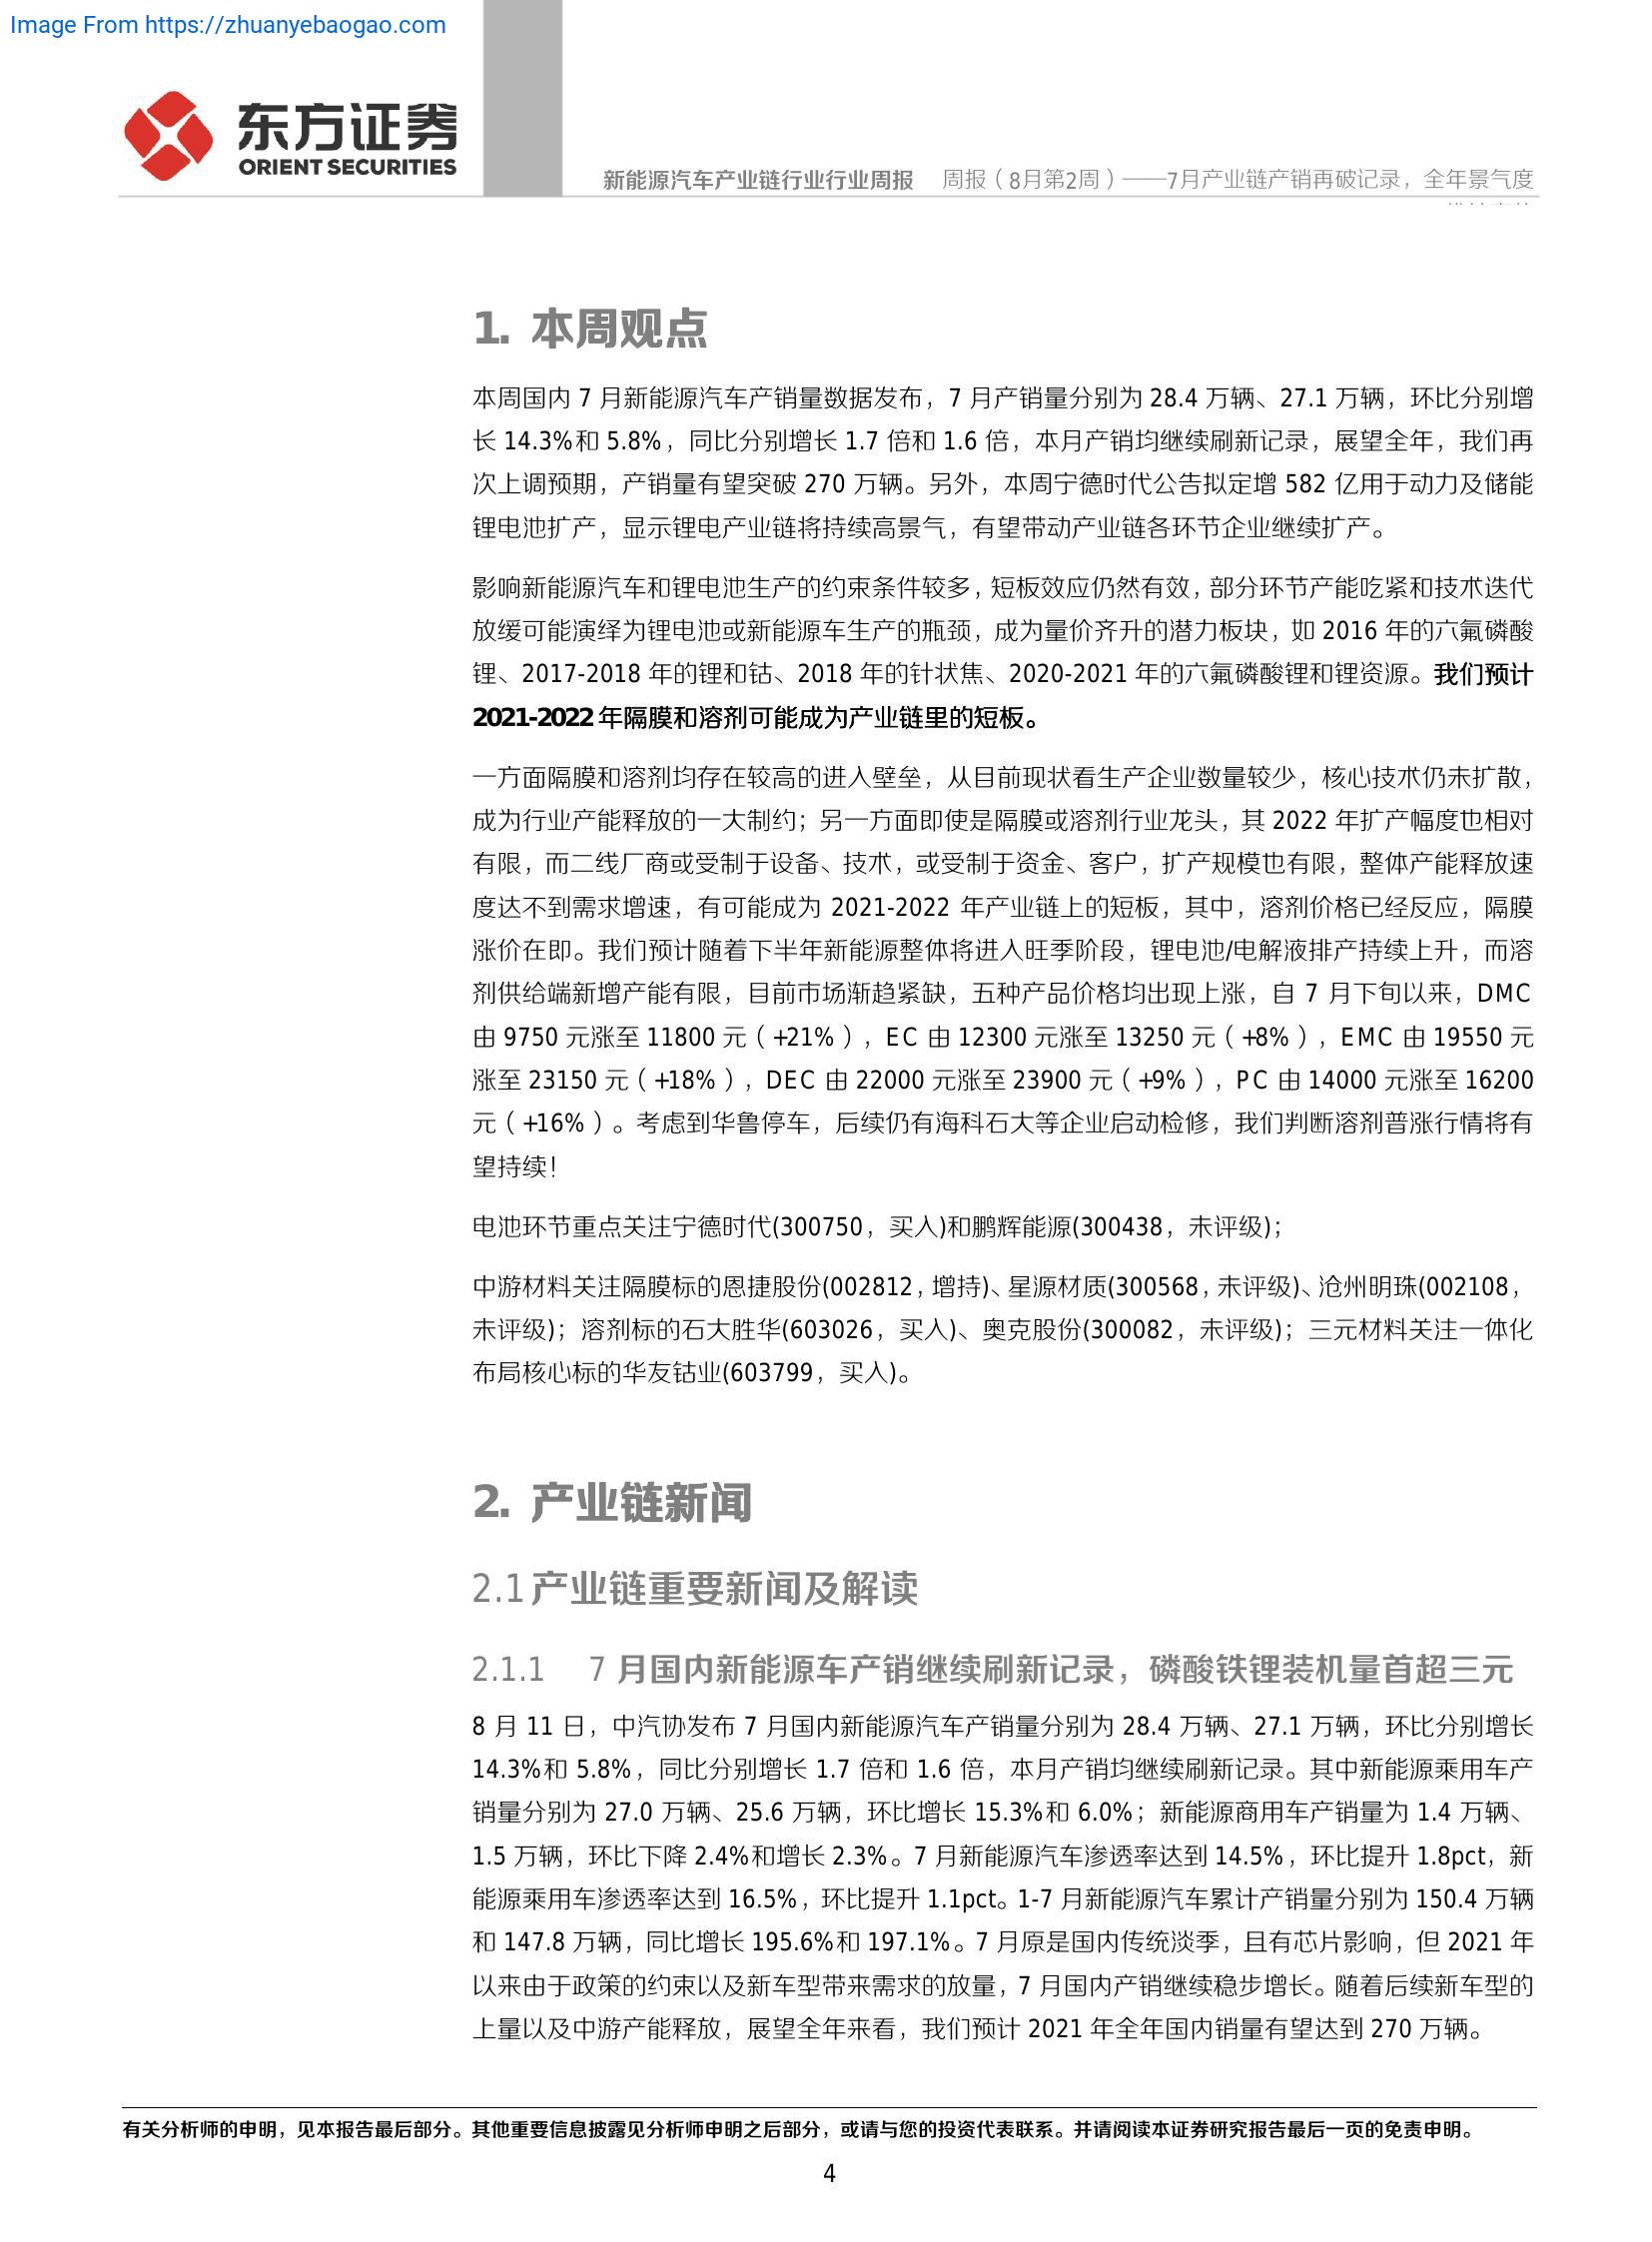 Image From https://zhuanyebaogao.com
东方证券
ORIENT SECURITIES
新能源汽车产业链行业行业周报 周报（8月第2周）——7月产业链产销再破记录，全年景气度
1. 本周观点
本周国内 7 月新能源汽车产销量数据发布，7 月产销量分别为 28.4 万辆、27.1 万辆，环比分别增
长 14.3%和 5.8%，同比分别增长 1.7 倍和 1.6 倍，本月产销均继续刷新记录，展望全年，我们再
次上调预期，产销量有望突破 270 万辆。另外，本周宁德时代公告拟定增 582 亿用于动力及储能
锂电池扩产，显示锂电产业链将持续高景气，有望带动产业链各环节企业继续扩产。
影响新能源汽车和锂电池生产的约束条件较多，短板效应仍然有效，部分环节产能吃紧和技术迭代
放缓可能演绎为锂电池或新能源车生产的瓶颈，成为量价齐升的潜力板块，如 2016 年的六氟磷酸
锂、2017-2018 年的锂和钴、2018 年的针状焦、2020-2021 年的六氟磷酸锂和锂资源。我们预计
2021-2022 年隔膜和溶剂可能成为产业链里的短板。
一方面隔膜和溶剂均存在较高的进入壁垒，从目前现状看生产企业数量较少，核心技术仍未扩散，
成为行业产能释放的一大制约；另一方面即使是隔膜或溶剂行业龙头，其 2022 年扩产幅度也相对
有限，而二线厂商或受制于设备、技术，或受制于资金、客户，扩产规模也有限，整体产能释放速
度达不到需求增速，有可能成为 2021-2022 年产业链上的短板，其中，溶剂价格已经反应，隔膜
涨价在即。我们预计随着下半年新能源整体将进入旺季阶段，锂电池/电解液排产持续上升，而溶
剂供给端新增产能有限，目前市场渐趋紧缺，五种产品价格均出现上涨，自 7 月下旬以来，DMC
由 9750 元涨至 11800 元（+21%），EC 由 12300 元涨至 13250 元（+8%），EMC 由 19550 元
涨至 23150 元（+18%），DEC 由 22000 元涨至 23900 元（+9%），PC 由 14000 元涨至 16200
元（+16%）。考虑到华鲁停车，后续仍有海科石大等企业启动检修，我们判断溶剂普涨行情将有
望持续！
电池环节重点关注宁德时代(300750，买入)和鹏辉能源(300438，未评级)；
中游材料关注隔膜标的恩捷股份(002812，增持)、星源材质(300568，未评级)、沧州明珠(002108，
未评级)；溶剂标的石大胜华(603026，买入)、奥克股份(300082，未评级)；三元材料关注一体化
布局核心标的华友钴业(603799，买入)。
2. 产业链新闻
2.1 产业链重要新闻及解读
2.1.1 7 月国内新能源车产销继续刷新记录，磷酸铁锂装机量首超三元
8 月 11 日，中汽协发布 7 月国内新能源汽车产销量分别为 28.4 万辆、27.1 万辆，环比分别增长
14.3%和 5.8%，同比分别增长 1.7 倍和 1.6 倍，本月产销均继续刷新记录。其中新能源乘用车产
销量分别为 27.0 万辆、25.6 万辆，环比增长 15.3%和 6.0%；新能源商用车产销量为 1.4 万辆、
1.5 万辆，环比下降 2.4%和增长 2.3%。7 月新能源汽车渗透率达到 14.5%，环比提升 1.8pct，新
能源乘用车渗透率达到 16.5%，环比提升 1.1pct。1-7 月新能源汽车累计产销量分别为 150.4 万辆
和 147.8 万辆，同比增长 195.6%和 197.1%。7 月原是国内传统淡季，且有芯片影响，但 2021 年
以来由于政策的约束以及新车型带来需求的放量，7 月国内产销继续稳步增长。随着后续新车型的
上量以及中游产能释放，展望全年来看，我们预计 2021 年全年国内销量有望达到 270 万辆。
有关分析师的申明，见本报告最后部分。其他重要信息披露见分析师申明之后部分，或请与您的投资代表联系。并请阅读本证券研究报告最后一页的免责申明。
4